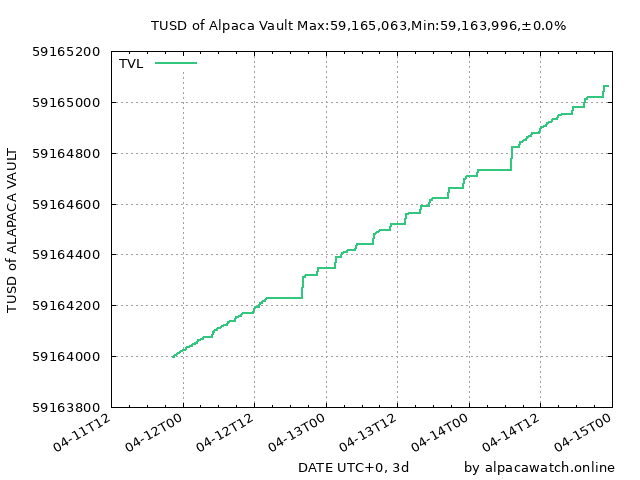 TUSD of Alpaca Vault Max:59,165,063,Min:59,163,996,±0.0%
TVL
TUSD of ALAPACA VAULT
59165200
59165000
59164800
59164600
59164400
59164200
59164000
59163800
04-11T12
04-12T00
04-12T12
04-13T00
04-13T12
04-14T00
04-14T12
04-15T00
DATE UTC+0, 3d
by alpacawatch.online